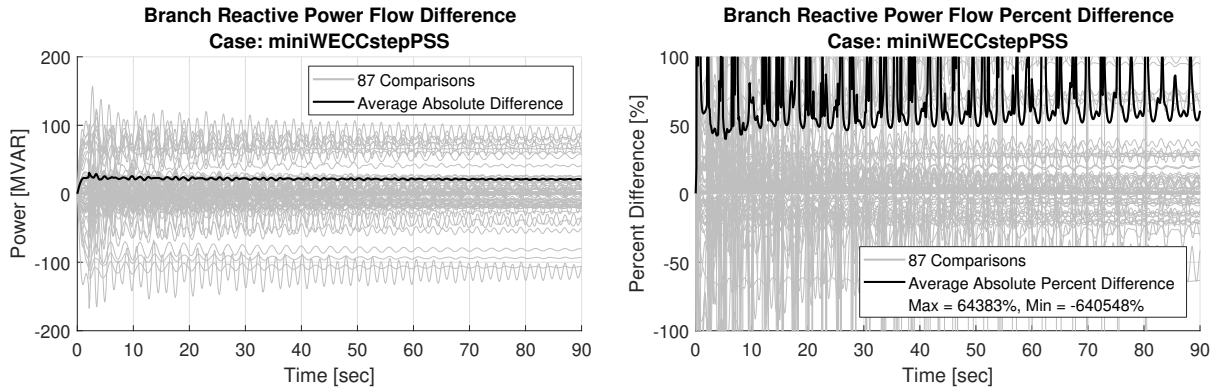 Branch Reactive Power Flow Difference
Case: miniWECCstepPSS
200
100
0
-100
-200
Power [MVAR]
87 Comparisons
Average Absolute Difference
0 10 20 30 40 50 60 70 80 90
Time [sec]
Branch Reactive Power Flow Percent Difference
Case: miniWECCstepPSS
100
50
0
-50
-100
Percent Difference [%]
87 Comparisons
Average Absolute Percent Difference
Max = 64383%, Min = -640548%
0 10 20 30 40 50 60 70 80 90
Time [sec]